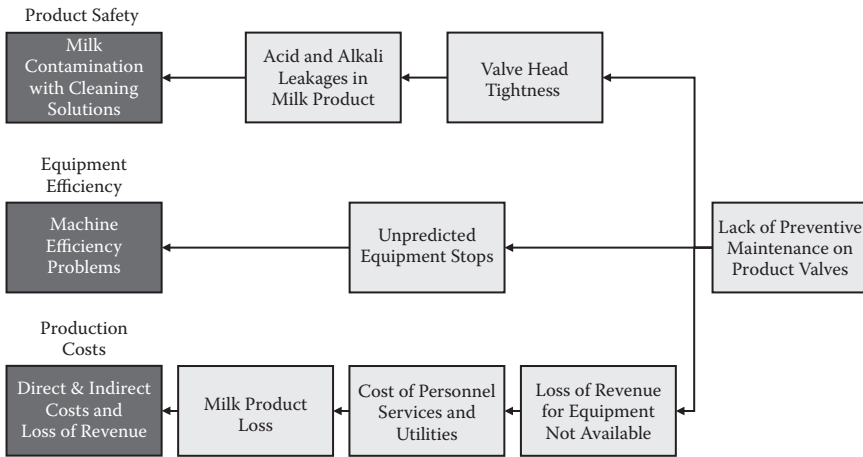 Product Safety
Milk
Contamination
with Cleaning
Solutions
Acid and Alkali
Leakages in
Milk Product
Valve Head
Tightness
Equipment
Efficiency
Machine
Efficiency
Problems
Unpredicted
Equipment Stops
Lack of Preventive
Maintenance on
Product Valves
Production
Costs
Direct & Indirect
Costs and
Loss of Revenue
Milk Product
Loss
Cost of Personnel
Services and
Utilities
Loss of Revenue
for Equipment
Not Available